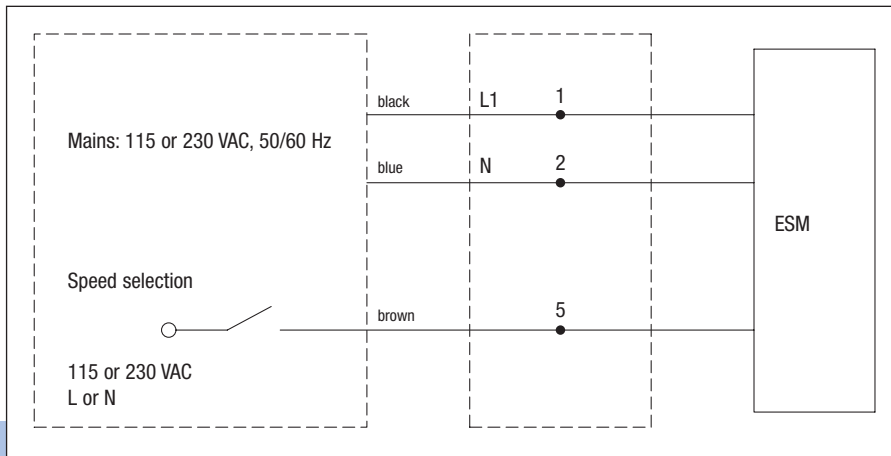 black L1 1
Mains: 115 or 230 VAC, 50/60 Hz
blue N 2
ESM
Speed selection
brown 5
115 or 230 VAC
L or N